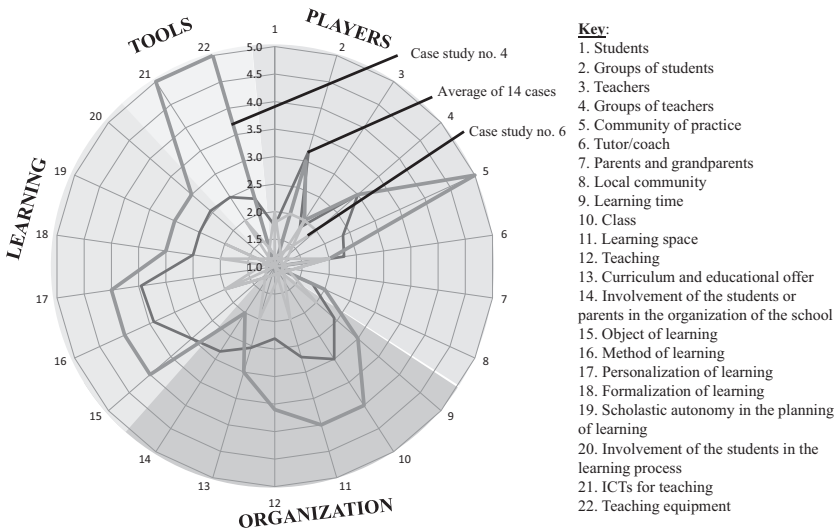 PLAYERS
TOOLS
LEARNING
ORGANIZATION
1
2
3
4
5
6
7
8
9
10
11
12
13
14
15
16
17
18
19
20
21
22
5.0
4.5
4.0
3.5
3.0
2.5
2.0
1.5
1.0
Case study no. 4
Average of 14 cases
Case study no. 6
Key:
1. Students
2. Groups of students
3. Teachers
4. Groups of teachers
5. Community of practice
6. Tutor/coach
7. Parents and grandparents
8. Local community
9. Learning time
10. Class
11. Learning space
12. Teaching
13. Curriculum and educational offer
14. Involvement of the students or
parents in the organization of the school
15. Object of learning
16. Method of learning
17. Personalization of learning
18. Formalization of learning
19. Scholastic autonomy in the planning
of learning
20. Involvement of the students in the
learning process
21. ICTs for teaching
22. Teaching equipment